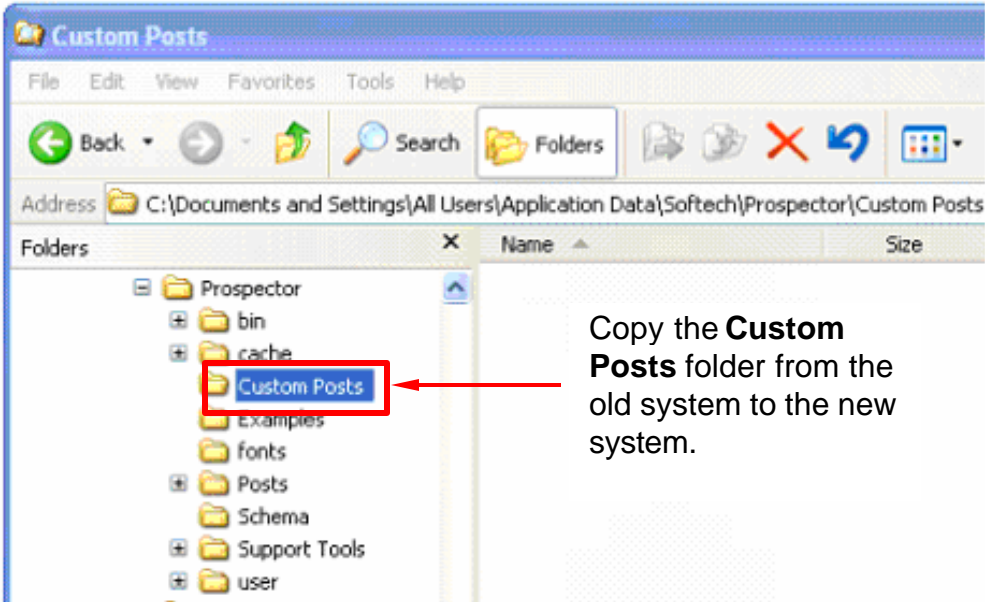 Custom Posts
File Edit View Favorites Tools Help
Back Search Folders
Address C:\Documents and Settings\All Users\Application Data\Softech\Prospector\Custom Posts
Folders Name Size
Prospector
bin
cache
Custom Posts
Examples
fonts
Posts
Schema
Support Tools
user
Copy the Custom
Posts folder from the
old system to the new
system.